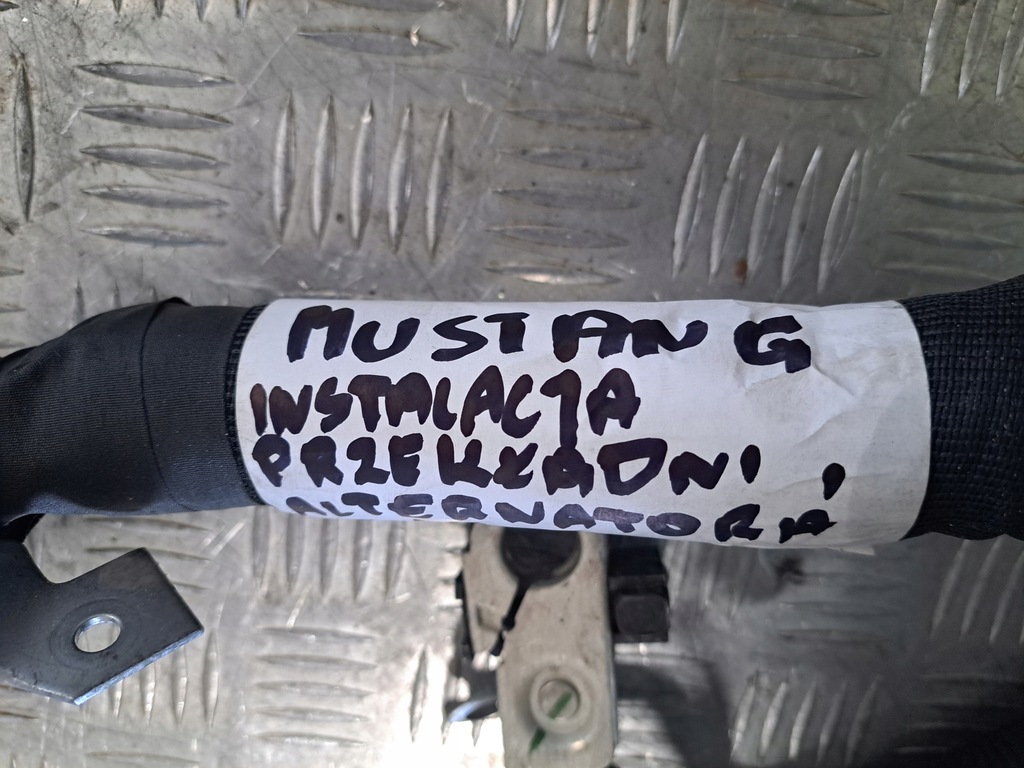 MUSTANG
INSTALACJA
PRZEKŁADNI,
ALTERNATORA